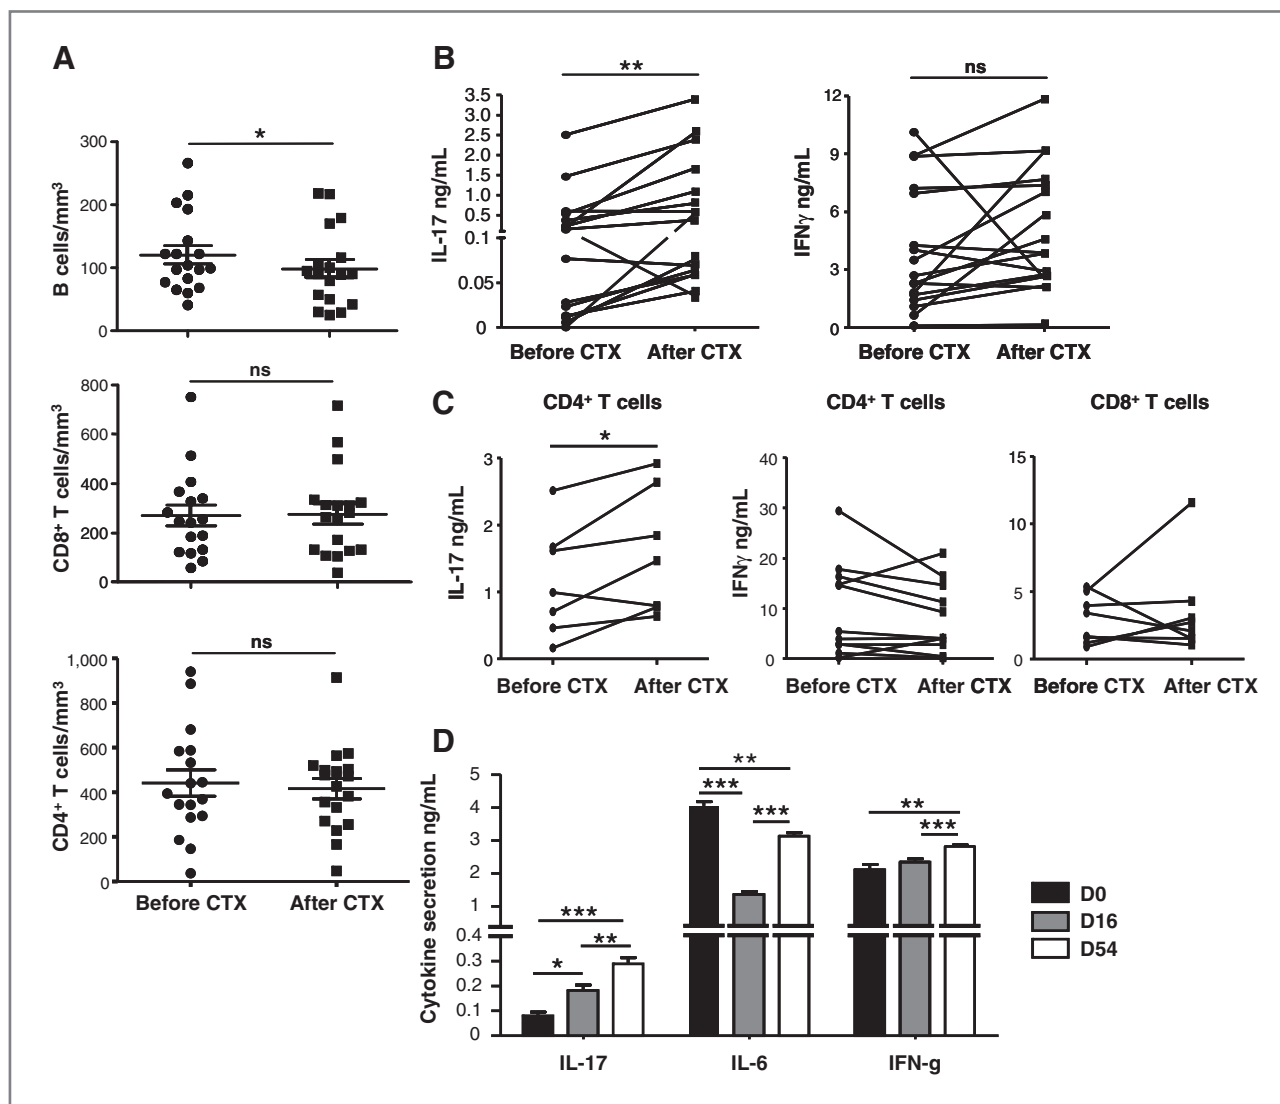 A
*
300
200
100
0
B cells/mm³
ns
800
600
400
200
0
CD8⁺ T cells/mm³
ns
1,000
800
600
400
200
0
CD4⁺ T cells/mm³
Before CTX After CTX
B
**
3.5
3.0
2.5
2.0
1.5
1.0
0.5
0.1
0.05
0
IL-17 ng/mL
Before CTX After CTX
ns
12
9
6
3
0
IFNγ ng/mL
Before CTX After CTX
C
CD4⁺ T cells
*
3
2
1
0
IL-17 ng/mL
Before CTX After CTX
CD4⁺ T cells
40
30
20
10
0
IFNγ ng/mL
Before CTX After CTX
CD8⁺ T cells
15
10
5
0
Before CTX After CTX
D
5
4
3
2
1
0.4
0.3
0.2
0.1
0
Cytokine secretion ng/mL
***
**
*
**
***
***
**
***
IL-17 IL-6 IFN-g
D0
D16
D54